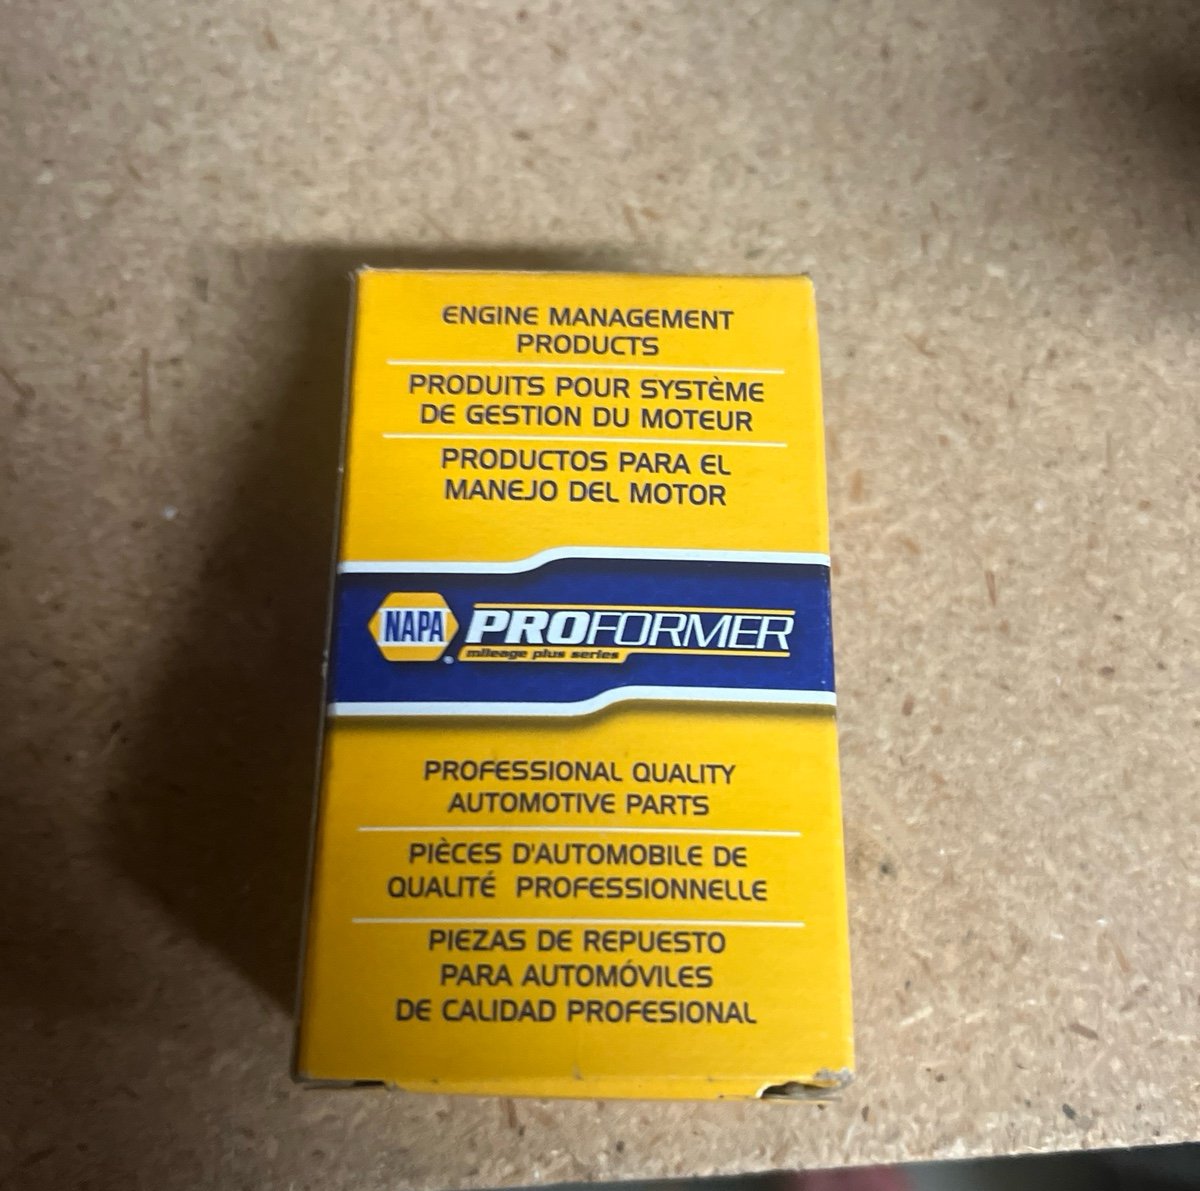 ENGINE MANAGEMENT
PRODUCTS
PRODUITS POUR SYSTÈME
DE GESTION DU MOTEUR
PRODUCTOS PARA EL
MANEJO DEL MOTOR
NAPA® PROFORMER
mileage plus series
PROFESSIONAL QUALITY
AUTOMOTIVE PARTS
PIÈCES D'AUTOMOBILE DE
QUALITÉ PROFESSIONNELLE
PIEZAS DE REPUESTO
PARA AUTOMÓVILES
DE CALIDAD PROFESIONAL